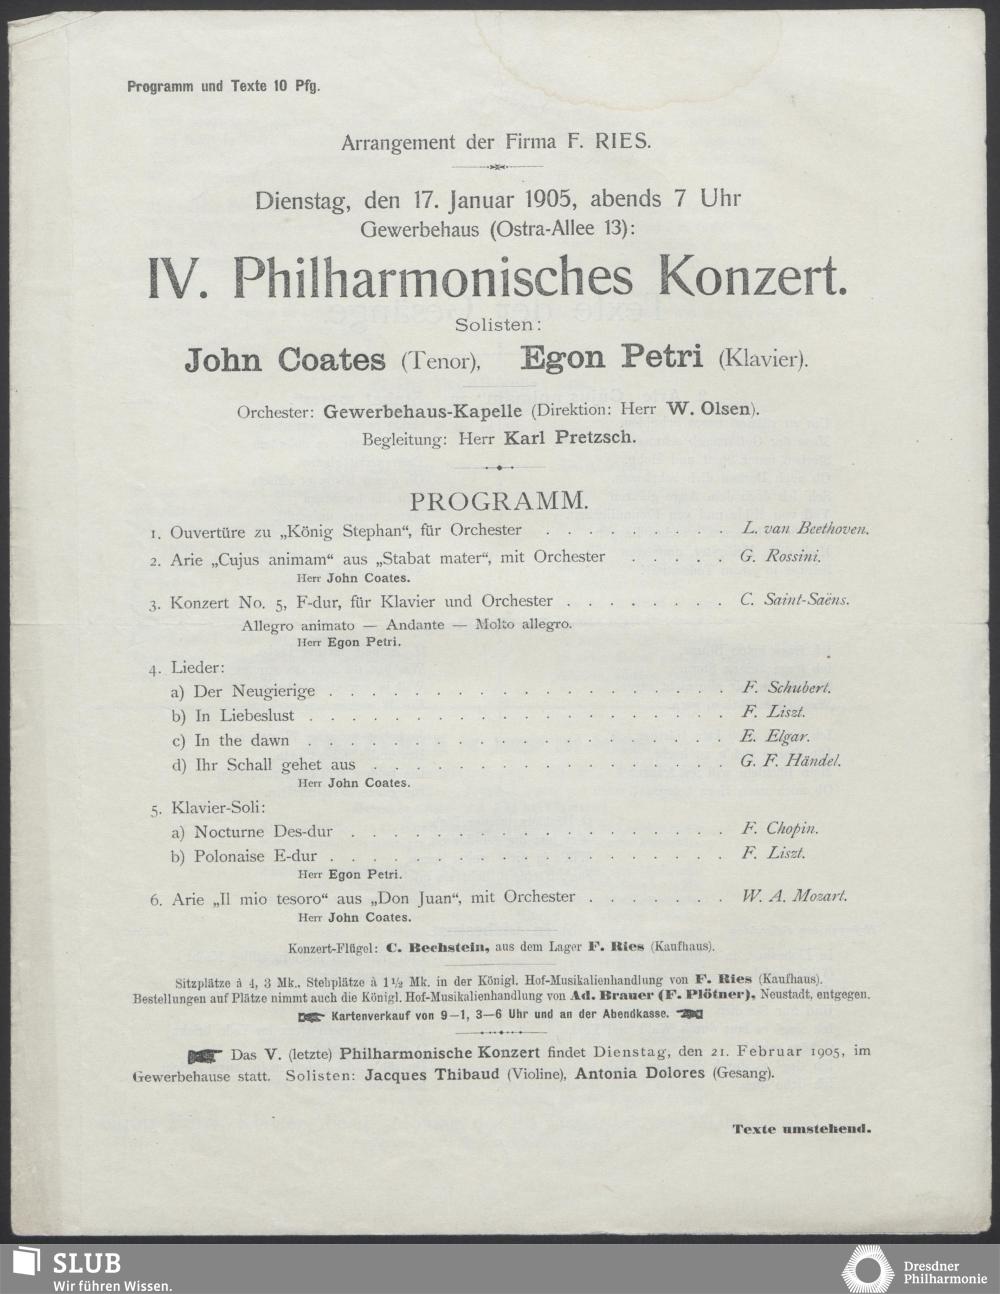 Programm und Texte 10 Pfg.
Arrangement der Firma F. RIES.
Dienstag, den 17. Januar 1905, abends 7 Uhr
Gewerbehaus (Ostra-Allee 13):
IV. Philharmonisches Konzert.
Solisten:
John Coates (Tenor), Egon Petri (Klavier).
Orchester: Gewerbehaus-Kapelle (Direktion: Herr W. Olsen).
Begleitung: Herr Karl Pretzsch.
PROGRAMM.
1. Ouvertüre zu „König Stephan“, für Orchester . . . . . . . . . L. van Beethoven.
2. Arie „Cujus animam“ aus „Stabat mater“, mit Orchester . . . . . G. Rossini.
Herr John Coates.
3. Konzert No. 5, F-dur, für Klavier und Orchester . . . . . . . . C. Saint-Saëns.
Allegro animato — Andante — Molto allegro.
Herr Egon Petri.
4. Lieder:
a) Der Neugierige . . . . . . . . . . . . . . . . . . . F. Schubert.
b) In Liebeslust . . . . . . . . . . . . . . . . . . . . F. Liszt.
c) In the dawn . . . . . . . . . . . . . . . . . . . . E. Elgar.
d) Ihr Schall gehet aus . . . . . . . . . . . . . . . . . G. F. Händel.
Herr John Coates.
5. Klavier-Soli:
a) Nocturne Des-dur . . . . . . . . . . . . . . . . . . F. Chopin.
b) Polonaise E-dur . . . . . . . . . . . . . . . . . . . F. Liszt.
Herr Egon Petri.
6. Arie „Il mio tesoro“ aus „Don Juan“, mit Orchester . . . . . . . W. A. Mozart.
Herr John Coates.
Konzert-Flügel: C. Bechstein, aus dem Lager F. Ries (Kaufhaus).
Sitzplätze à 4, 3 Mk., Stehplätze à 1½ Mk. in der Königl. Hof-Musikalienhandlung von F. Ries (Kaufhaus).
Bestellungen auf Plätze nimmt auch die Königl. Hof-Musikalienhandlung von Ad. Brauer (F. Plötner), Neustadt, entgegen.
Kartenverkauf von 9—1, 3—6 Uhr und an der Abendkasse.
Das V. (letzte) Philharmonische Konzert findet Dienstag, den 21. Februar 1905, im
Gewerbehause statt. Solisten: Jacques Thibaud (Violine), Antonia Dolores (Gesang).
Texte umstehend.
SLUB
Wir führen Wissen.
Dresdner
Philharmonie